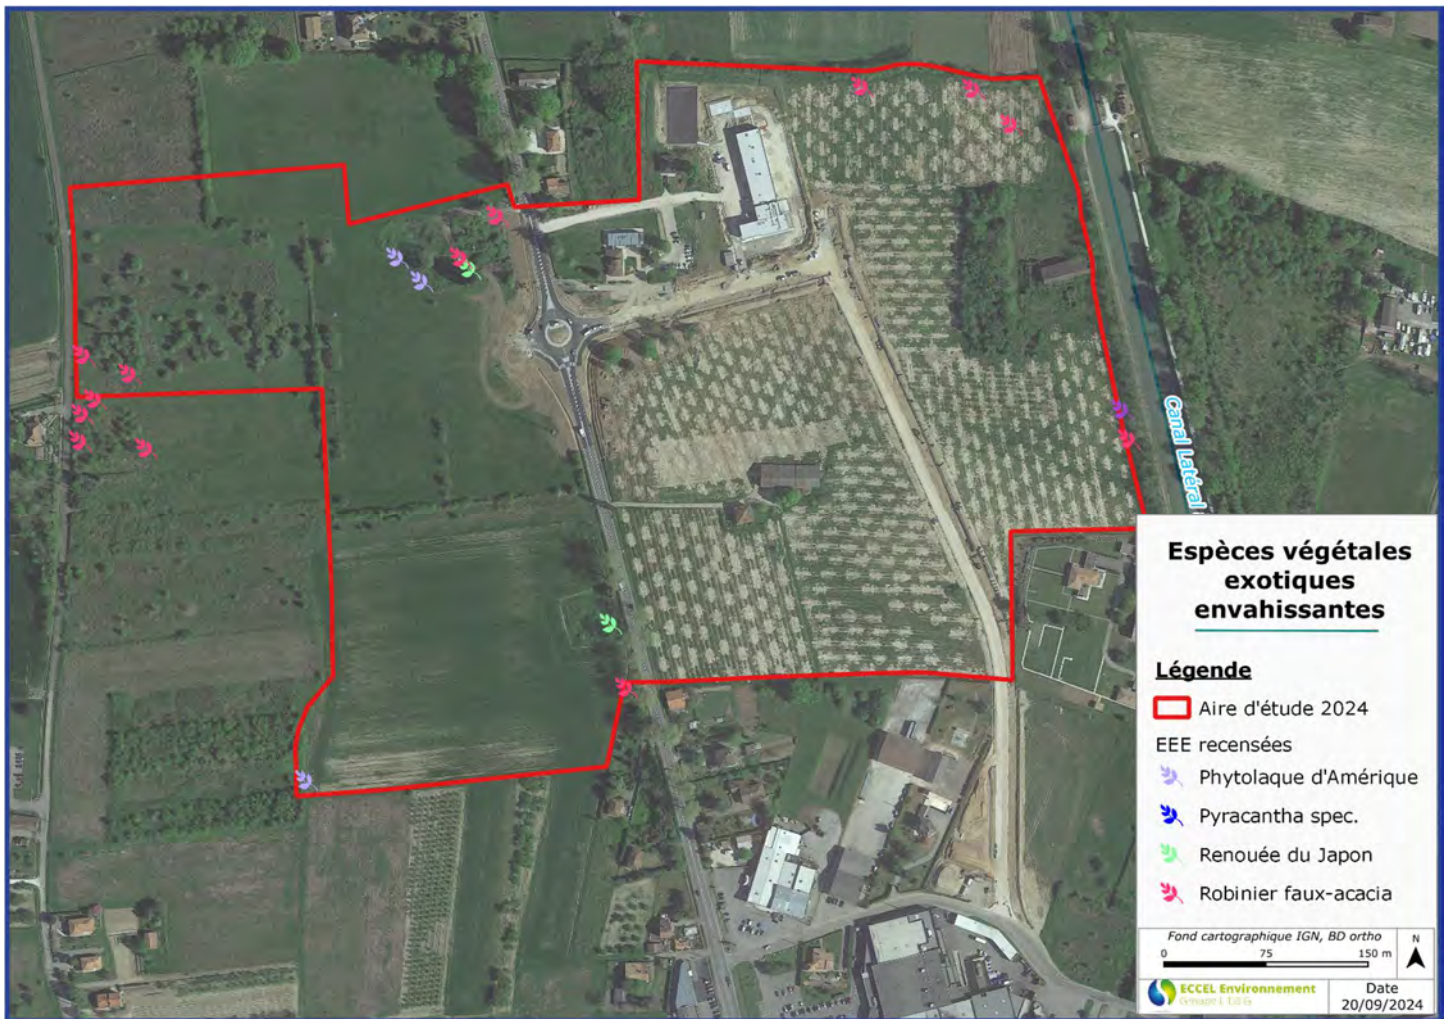 Canal Latéral
Espèces végétales
exotiques
envahissantes
Légende
Aire d'étude 2024
EEE recensées
Phytolaque d'Amérique
Pyracantha spec.
Renouée du Japon
Robinier faux-acacia
Fond cartographique IGN, BD ortho
0 75 150 m
N
ECCEL Environnement
Date
20/09/2024